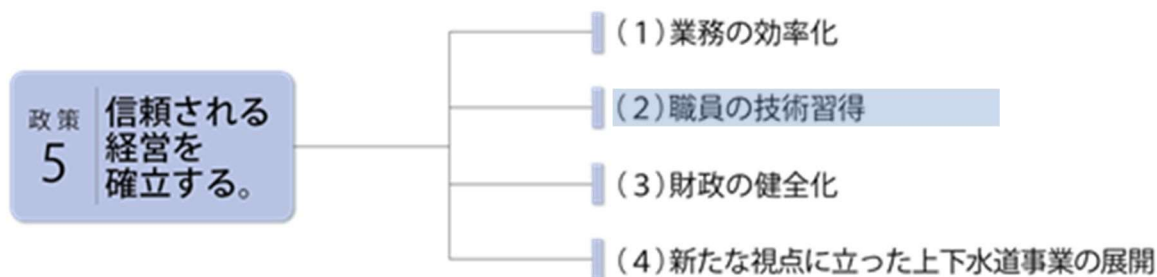 政策
5
信頼される
経営を
確立する。
(1)業務の効率化
(2)職員の技術習得
(3)財政の健全化
(4)新たな視点に立った上下水道事業の展開